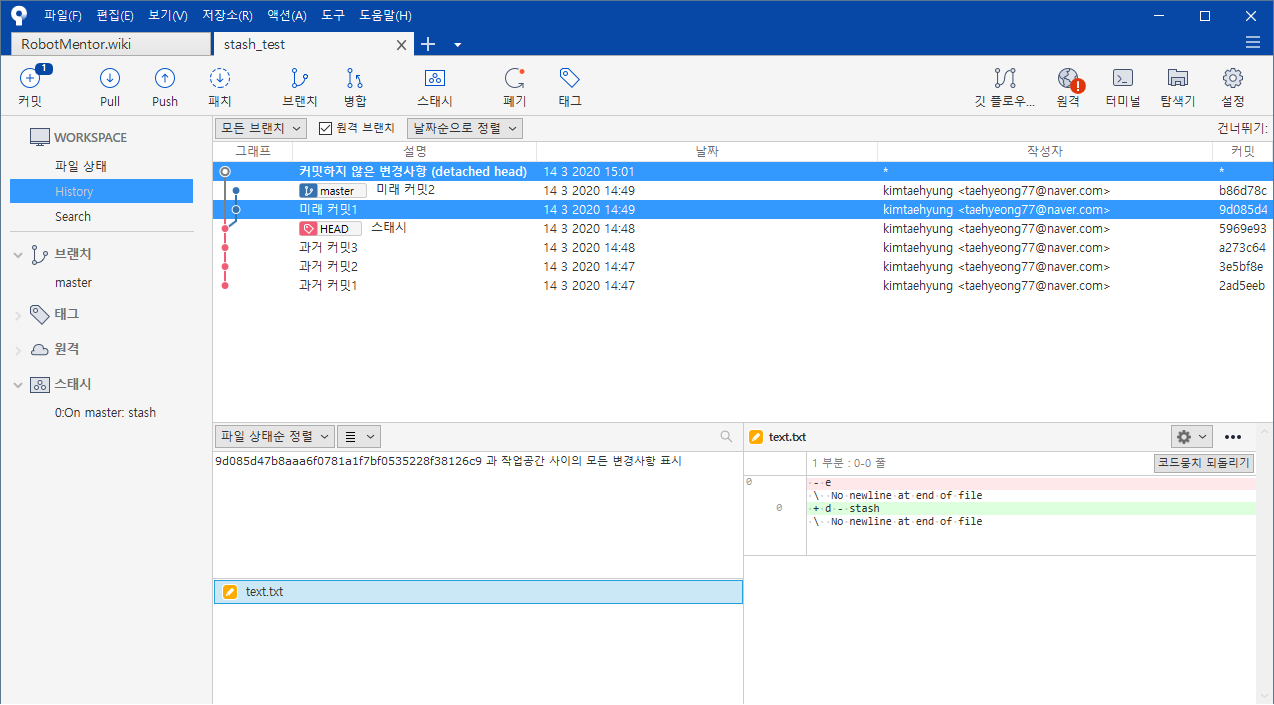 파일(F) 편집(E) 보기(V) 저장소(R) 액션(A) 도구 도움말(H)
RobotMentor.wiki stash_test
1
커밋 Pull Push 패치 브랜치 병합 스태시 폐기 태그 깃 플로우... 원격 터미널 탐색기 설정
WORKSPACE
파일 상태
History
Search
브랜치
master
태그
원격
스태시
0:On master: stash
모든 브랜치 원격 브랜치 날짜순으로 정렬 건너뛰기:
그래프 설명 날짜 작성자 커밋
커밋하지 않은 변경사항 (detached head) 14 3 2020 15:01 * *
master 미래 커밋2 14 3 2020 14:49 kimtaehyung <taehyeong77@naver.com> b86d78c
미래 커밋1 14 3 2020 14:49 kimtaehyung <taehyeong77@naver.com> 9d085d4
HEAD 스태시 14 3 2020 14:48 kimtaehyung <taehyeong77@naver.com> 5969e93
과거 커밋3 14 3 2020 14:48 kimtaehyung <taehyeong77@naver.com> a273c64
과거 커밋2 14 3 2020 14:47 kimtaehyung <taehyeong77@naver.com> 3e5bf8e
과거 커밋1 14 3 2020 14:47 kimtaehyung <taehyeong77@naver.com> 2ad5eeb
파일 상태순 정렬
9d085d47b8aaa6f0781a1f7bf0535228f38126c9 과 작업공간 사이의 모든 변경사항 표시
text.txt
text.txt
1 부분 : 0-0 줄 코드뭉치 되돌리기
0 - e
\ No newline at end of file
0 + d - stash
\ No newline at end of file